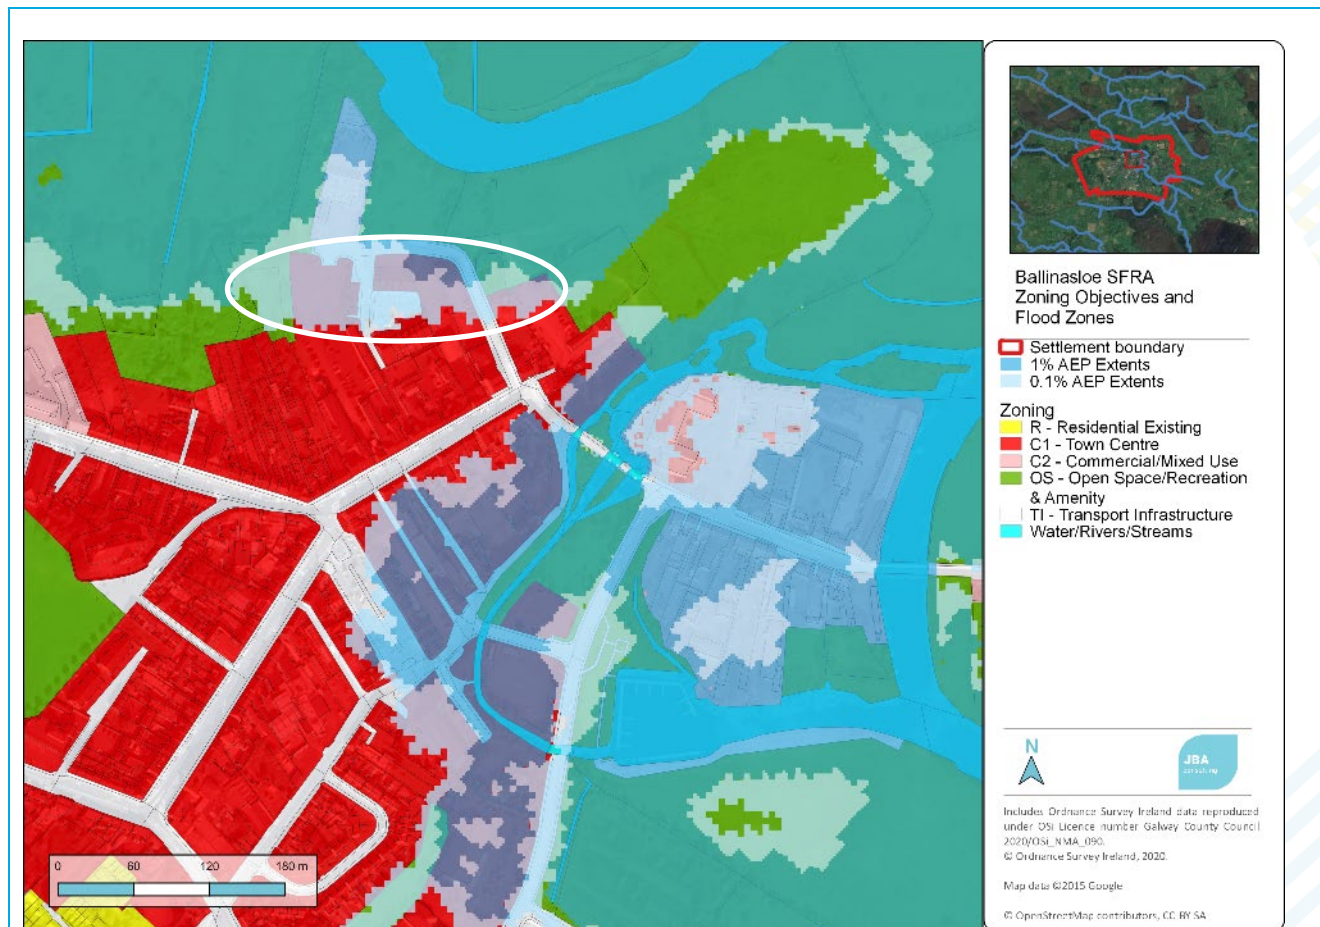 Ballinasloe SFRA
Zoning Objectives and
Flood Zones
Settlement boundary
1% AEP Extents
0.1% AEP Extents
Zoning
R - Residential Existing
C1 - Town Centre
C2 - Commercial/Mixed Use
OS - Open Space/Recreation
& Amenity
TI - Transport Infrastructure
Water/Rivers/Streams
0 60 120 180 m
N
JBA
consulting
Includes Ordnance Survey Ireland data reproduced
under OSi Licence number Galway County Council
2020/OSi_NMA_090.
© Ordnance Survey Ireland, 2020.
Map data ©2015 Google
© OpenStreetMap contributors, CC BY SA